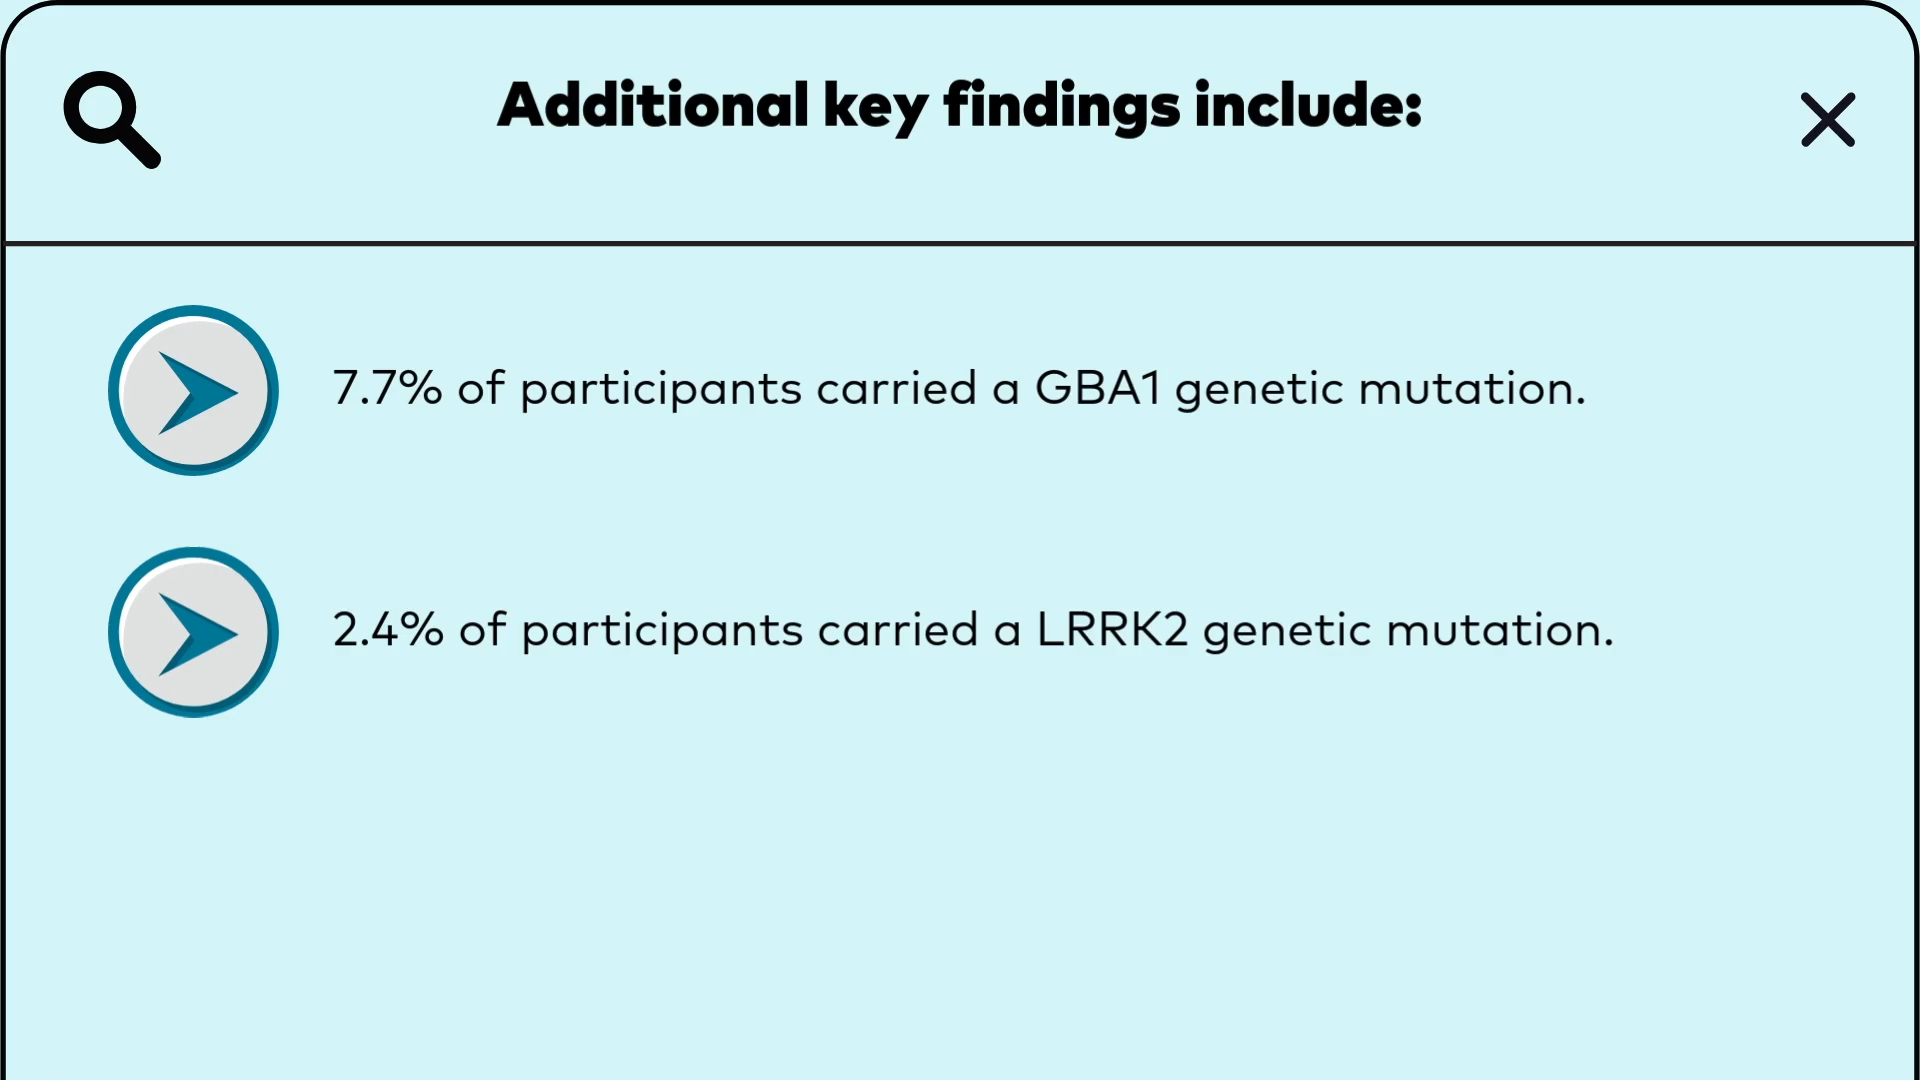 Additional key findings include:
7.7% of participants carried a GBA1 genetic mutation.
2.4% of participants carried a LRRK2 genetic mutation.